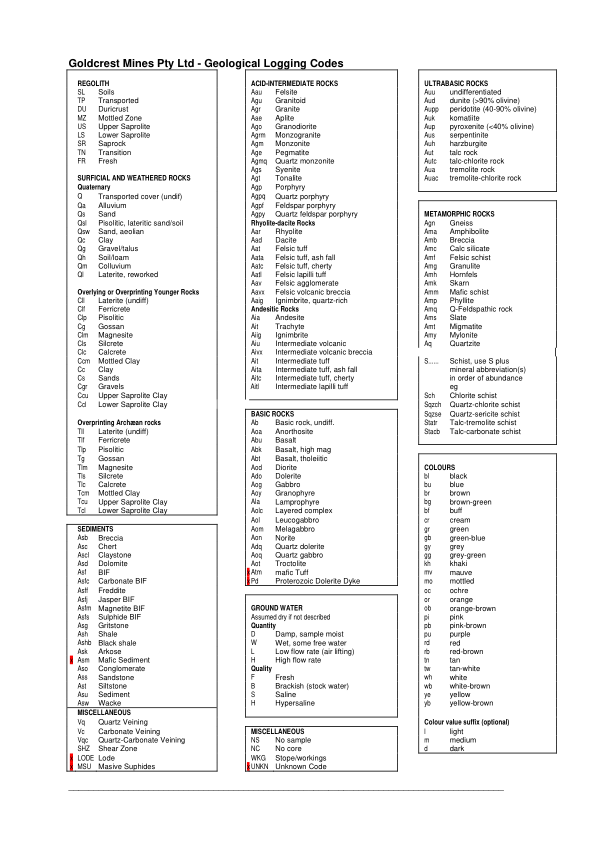 Goldcrest Mines Pty Ltd - Geological Logging Codes
REGOLITH
SL Soils
TP Transported
DU Duricrust
MZ Mottled Zone
US Upper Saprolite
LS Lower Saprolite
SR Saprock
TN Transition
FR Fresh
SURFICIAL AND WEATHERED ROCKS
Quaternary
Q Transported cover (undif)
Qa Alluvium
Qs Sand
Qsl Pisolitic, lateritic sand/soil
Qsw Sand, aeolian
Qc Clay
Qg Gravel/talus
Qh Soil/loam
Qm Colluvium
Ql Laterite, reworked
Overlying or Overprinting Younger Rocks
Cll Laterite (undiff)
Clf Ferricrete
Clp Pisolitic
Cg Gossan
Clm Magnesite
Cls Silcrete
Clc Calcrete
Ccm Mottled Clay
Cc Clay
Cs Sands
Cgr Gravels
Ccu Upper Saprolite Clay
Ccl Lower Saprolite Clay
Overprinting Archæan rocks
Tll Laterite (undiff)
Tlf Ferricrete
Tlp Pisolitic
Tg Gossan
Tlm Magnesite
Tls Silcrete
Tlc Calcrete
Tcm Mottled Clay
Tcu Upper Saprolite Clay
Tcl Lower Saprolite Clay
SEDIMENTS
Asb Breccia
Asc Chert
Ascl Claystone
Asd Dolomite
Asf BIF
Asfc Carbonate BIF
Asff Freddite
Asfj Jasper BIF
Asfm Magnetite BIF
Asfs Sulphide BIF
Asg Gritstone
Ash Shale
Ashb Black shale
Ask Arkose
Asm Mafic Sediment
Aso Conglomerate
Ass Sandstone
Ast Siltstone
Asu Sediment
Asw Wacke
MISCELLANEOUS
Vq Quartz Veining
Vc Carbonate Veining
Vqc Quartz-Carbonate Veining
SHZ Shear Zone
LODE Lode
MSU Masive Suphides
ACID-INTERMEDIATE ROCKS
Aau Felsite
Agu Granitoid
Agr Granite
Aae Aplite
Ago Granodiorite
Agrm Monzogranite
Agm Monzonite
Age Pegmatite
Agmq Quartz monzonite
Ags Syenite
Agt Tonalite
Agp Porphyry
Agpq Quartz porphyry
Agpf Feldspar porphyry
Agpy Quartz feldspar porphyry
Rhyolite-dacite Rocks
Aar Rhyolite
Aad Dacite
Aat Felsic tuff
Aata Felsic tuff, ash fall
Aatc Felsic tuff, cherty
Aatl Felsic lapilli tuff
Aav Felsic agglomerate
Aavx Felsic volcanic breccia
Aaig Ignimbrite, quartz-rich
Andesitic Rocks
Aia Andesite
Ait Trachyte
Aiig Ignimbrite
Aiu Intermediate volcanic
Aivx Intermediate volcanic breccia
Ait Intermediate tuff
Aita Intermediate tuff, ash fall
Aitc Intermediate tuff, cherty
Aitl Intermediate lapilli tuff
BASIC ROCKS
Ab Basic rock, undiff.
Aoa Anorthosite
Abu Basalt
Abk Basalt, high mag
Abt Basalt, tholeiitic
Aod Diorite
Ado Dolerite
Aog Gabbro
Aoy Granophyre
Ala Lamprophyre
Aolc Layered complex
Aol Leucogabbro
Aom Melagabbro
Aon Norite
Adq Quartz dolerite
Aoq Quartz gabbro
Aot Troctolite
Atm mafic Tuff
Pd Proterozoic Dolerite Dyke
GROUND WATER
Assumed dry if not described
Quantity
D Damp, sample moist
W Wet, some free water
L Low flow rate (air lifting)
H High flow rate
Quality
F Fresh
B Brackish (stock water)
S Saline
H Hypersaline
MISCELLANEOUS
NS No sample
NC No core
WKG Stope/workings
UNKN Unknown Code
ULTRABASIC ROCKS
Auu undifferentiated
Aud dunite (>90% olivine)
Aupp peridotite (40-90% olivine)
Auk komatiite
Aup pyroxenite (<40% olivine)
Aus serpentinite
Auh harzburgite
Aut talc rock
Autc talc-chlorite rock
Aua tremolite rock
Auac tremolite-chlorite rock
METAMORPHIC ROCKS
Agn Gneiss
Ama Amphibolite
Amb Breccia
Amc Calc silicate
Amf Felsic schist
Amg Granulite
Amh Hornfels
Amk Skarn
Amm Mafic schist
Amp Phyllite
Amq Q-Feldspathic rock
Ams Slate
Amt Migmatite
Amy Mylonite
Aq Quartzite
S..... Schist, use S plus
mineral abbreviation(s)
in order of abundance
eg
Sch Chlorite schist
Sqzch Quartz-chlorite schist
Sqzse Quartz-sericite schist
Statr Talc-tremolite schist
Stacb Talc-carbonate schist
COLOURS
bl black
bu blue
br brown
bg brown-green
bf buff
cr cream
gr green
gb green-blue
gy grey
gg grey-green
kh khaki
mv mauve
mo mottled
oc ochre
or orange
ob orange-brown
pi pink
pb pink-brown
pu purple
rd red
rb red-brown
tn tan
tw tan-white
wh white
wb white-brown
ye yellow
yb yellow-brown
Colour value suffix (optional)
l light
m medium
d dark